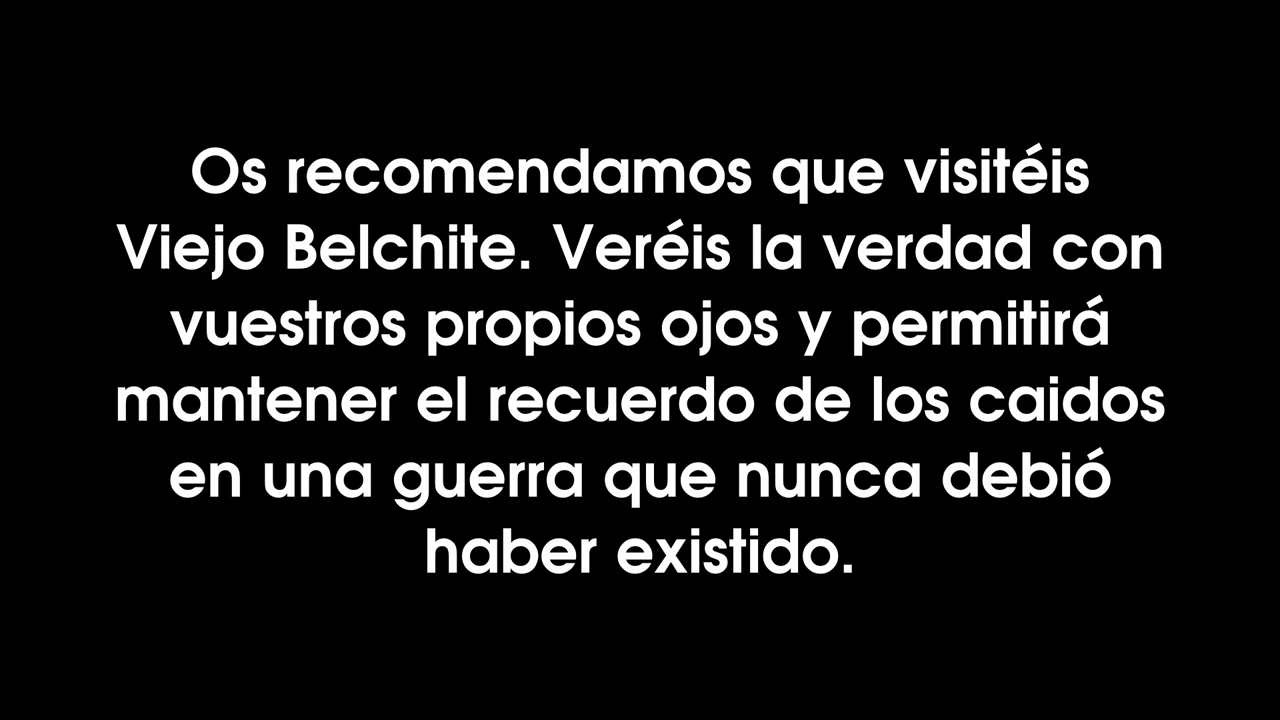 Os recomendamos que visitéis
Viejo Belchite. Veréis la verdad con
vuestros propios ojos y permitirá
mantener el recuerdo de los caidos
en una guerra que nunca debió
haber existido.